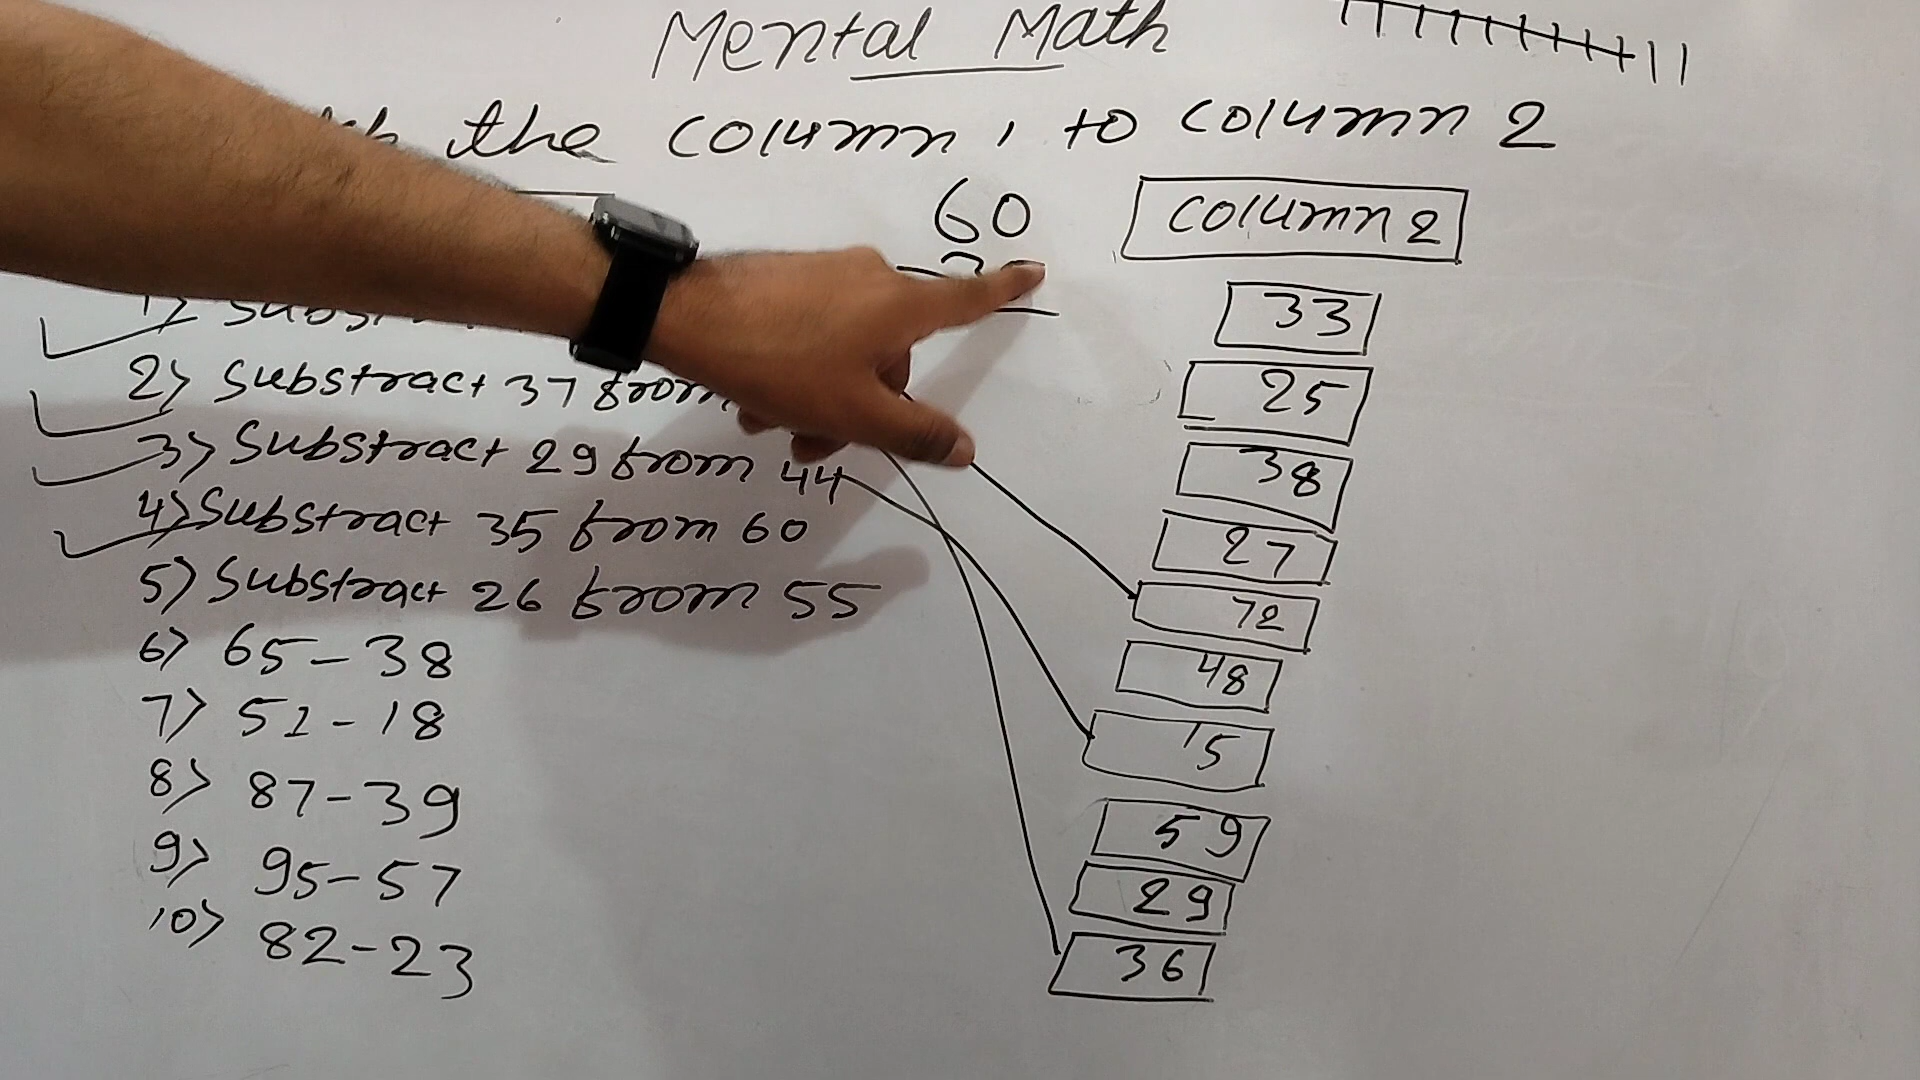 Mental Math
the column 1 to column 2
60
column 2
33
2) Substract 37 from
25
3) Substract 29 from 44
38
4) Substract 35 from 60
27
5) Substract 26 from 55
72
6) 65-38
48
7) 51-18
15
8) 87-39
59
9) 95-57
29
10) 82-23
36